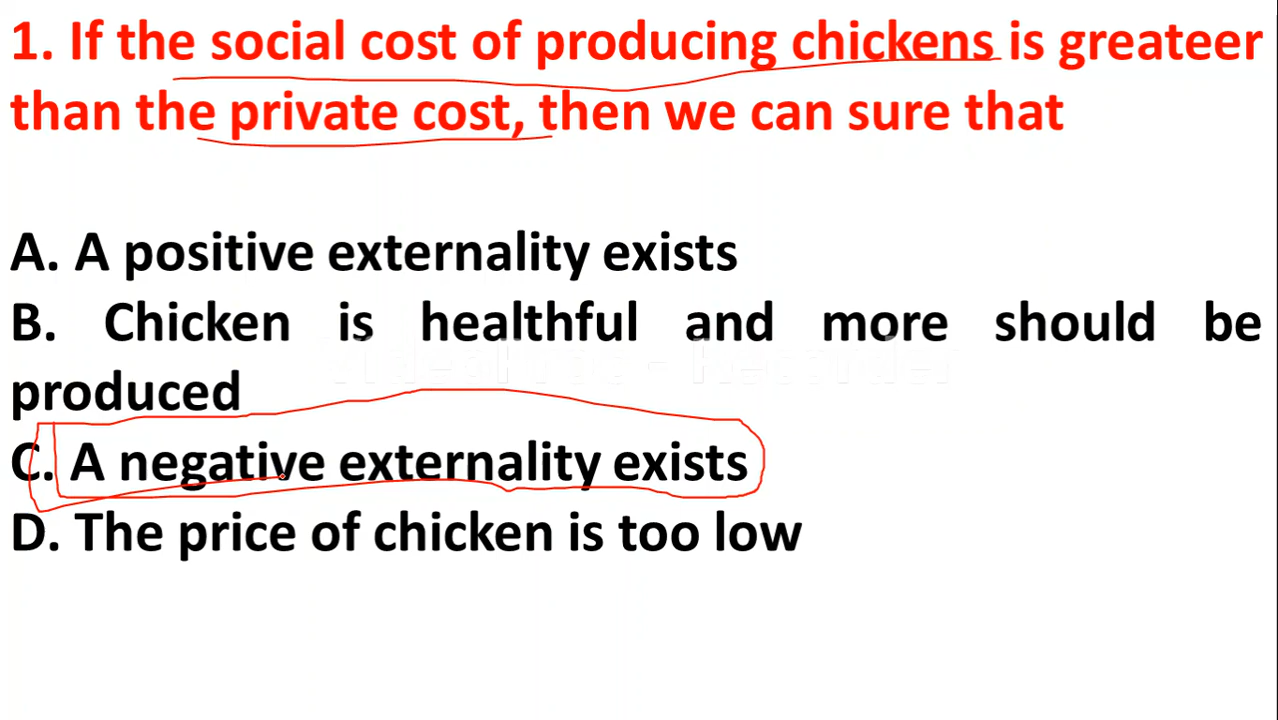 1. If the social cost of producing chickens is greateer
than the private cost, then we can sure that
A. A positive externality exists
B. Chicken is healthful and more should be
produced
C. A negative externality exists
D. The price of chicken is too low